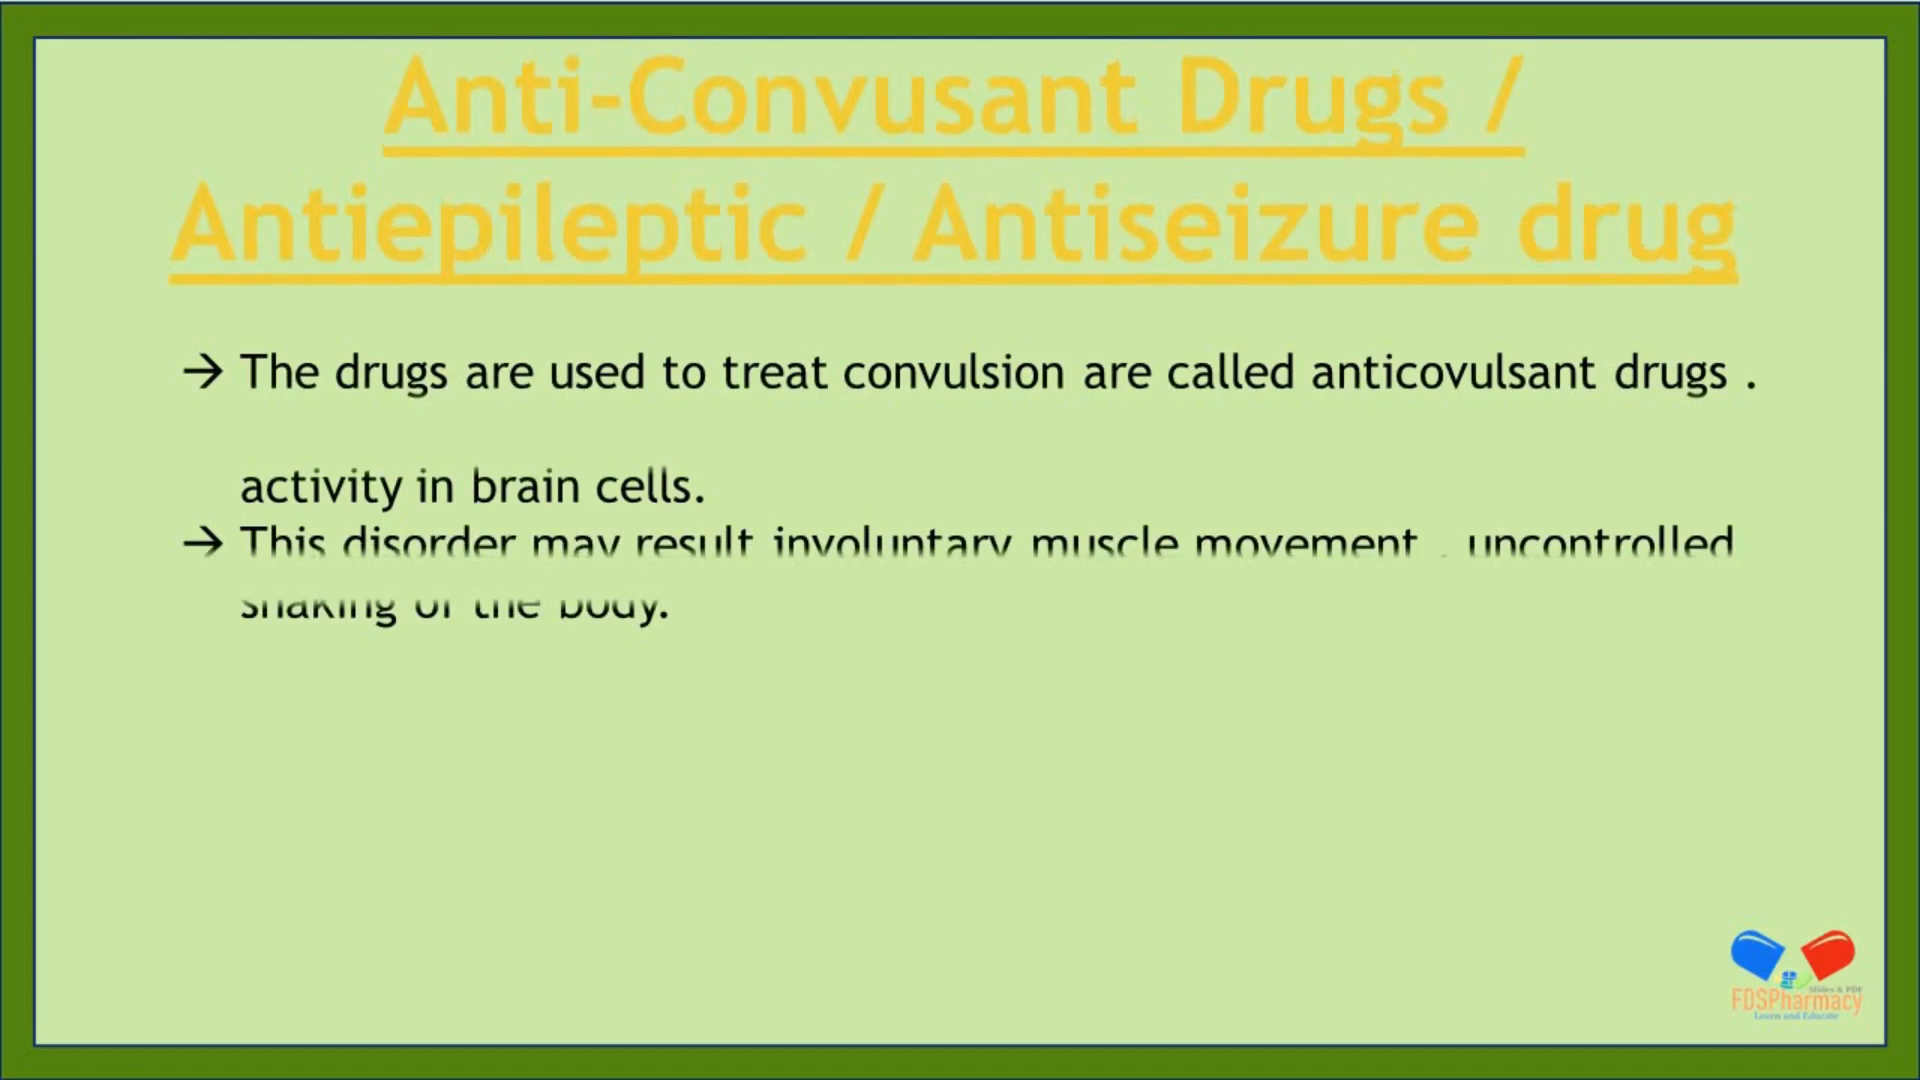 Anti-Convusant Drugs /
Antiepileptic / Antiseizure drug
→ The drugs are used to treat convulsion are called anticovulsant drugs .
activity in brain cells.
→ This disorder may result involuntary muscle movement , uncontrolled
shaking of the body.
Slides & PDF
FDSPharmacy
Learn and Educate